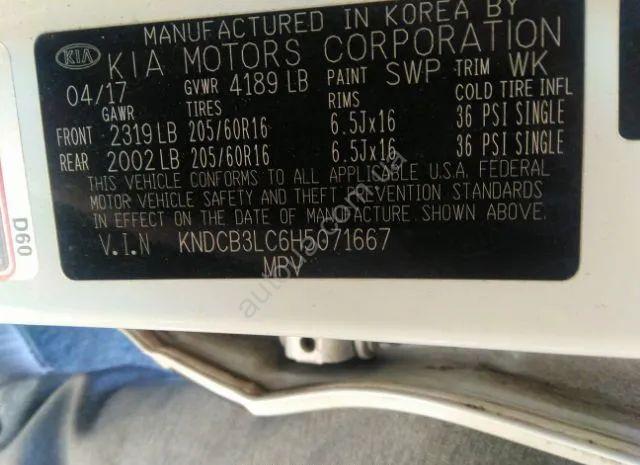 MANUFACTURED IN KOREA BY
KIA KIA MOTORS CORPORATION
04/17 GVWR 4189 LB PAINT SWP TRIM WK
GAWR TIRES RIMS COLD TIRE INFL
FRONT 2319 LB 205/60R16 6.5Jx16 36 PSI SINGLE
REAR 2002 LB 205/60R16 6.5Jx16 36 PSI SINGLE
THIS VEHICLE CONFORMS TO ALL APPLICABLE U.S.A. FEDERAL
MOTOR VEHICLE SAFETY AND THEFT PREVENTION STANDARDS
IN EFFECT ON THE DATE OF MANUFACTURE SHOWN ABOVE.
V.I.N KNDCB3LC6H5071667
D60